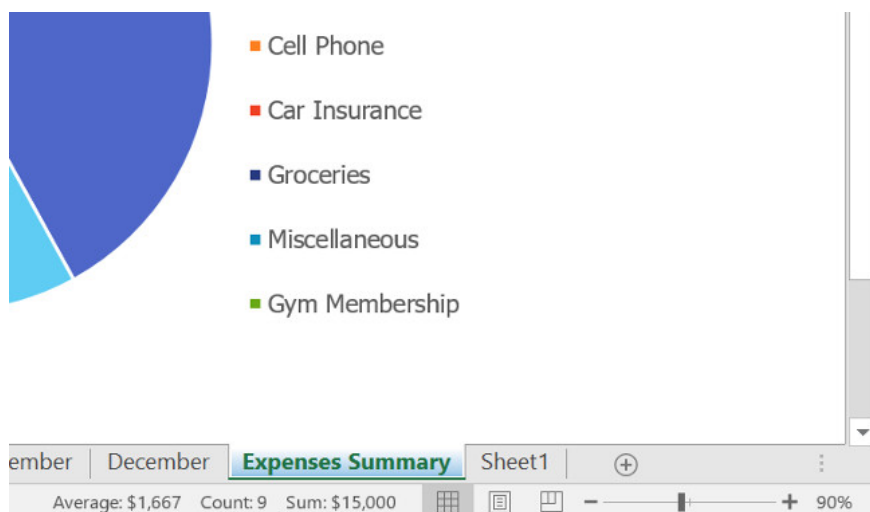 Cell Phone
Car Insurance
Groceries
Miscellaneous
Gym Membership
ember December Expenses Summary Sheet1
Average: $1,667 Count: 9 Sum: $15,000 90%